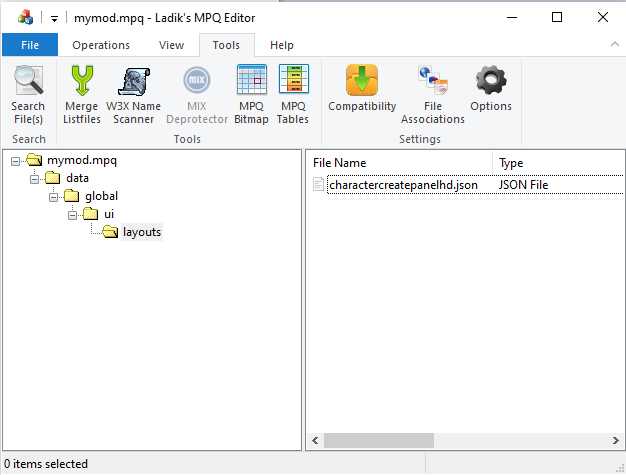 mymod.mpq - Ladik's MPQ Editor
File Operations View Tools Help
Search File(s)
Merge Listfiles
W3X Name Scanner
MIX
MIX Deprotector
MPQ Bitmap
MPQ Tables
Compatibility
File Associations
Options
Search
Tools
Settings
mymod.mpq
data
global
ui
layouts
File Name Type
charactercreatepanelhd.json JSON File
0 items selected